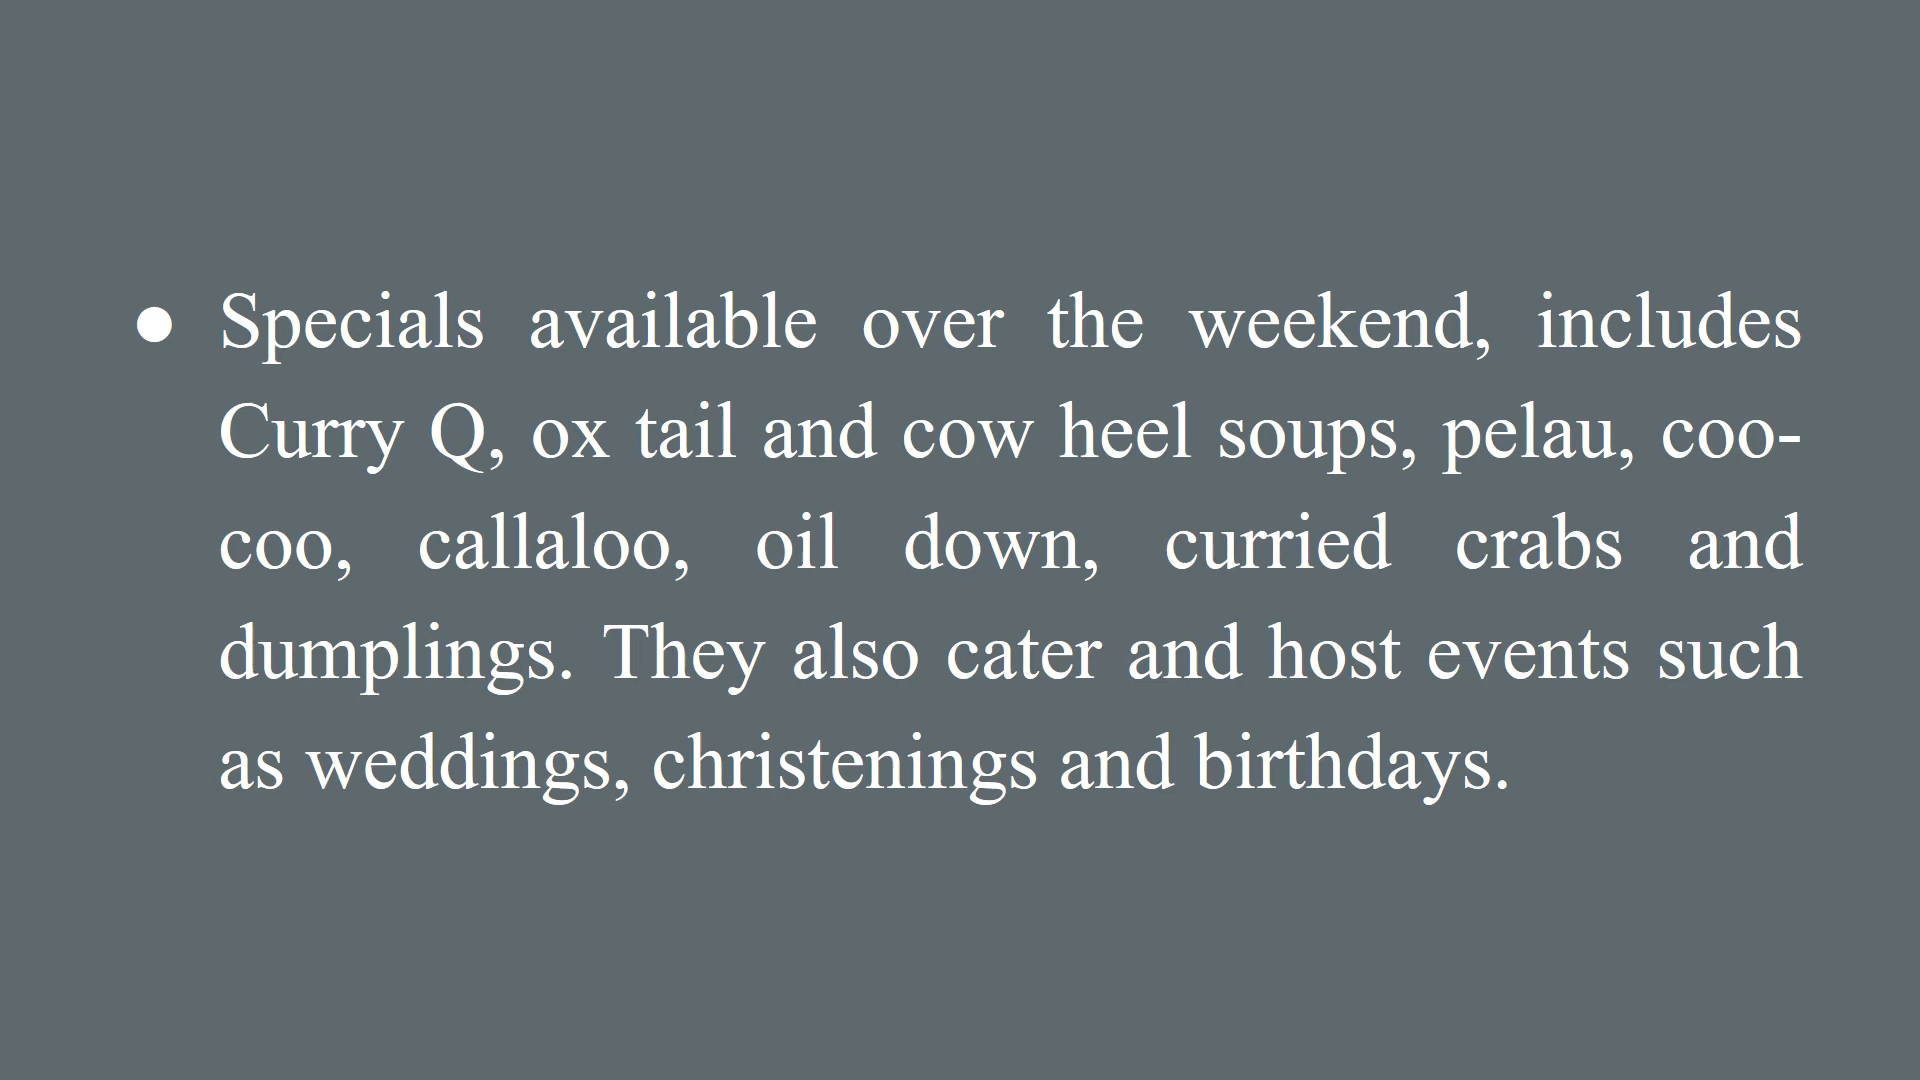 ● Specials available over the weekend, includes
Curry Q, ox tail and cow heel soups, pelau, coo-
coo, callaloo, oil down, curried crabs and
dumplings. They also cater and host events such
as weddings, christenings and birthdays.